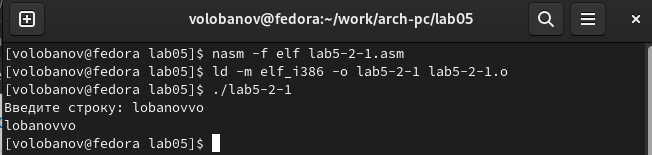 volobanov@fedora:~/work/arch-pc/lab05
[volobanov@fedora lab05]$ nasm -f elf lab5-2-1.asm
[volobanov@fedora lab05]$ ld -m elf_i386 -o lab5-2-1 lab5-2-1.o
[volobanov@fedora lab05]$ ./lab5-2-1
Введите строку: lobanovvo
lobanovvo
[volobanov@fedora lab05]$